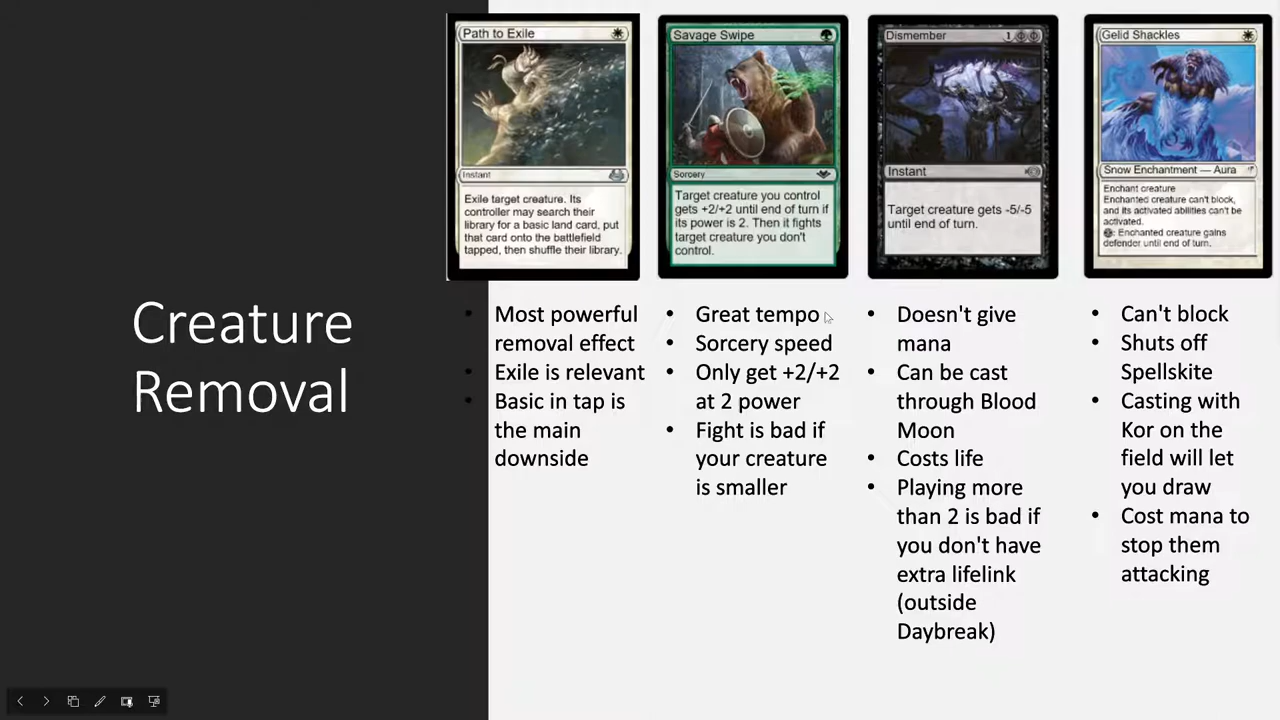 Creature
Removal
Path to Exile
Instant
Exile target creature. Its
controller may search their
library for a basic land card, put
that card onto the battlefield
tapped, then shuffle their library.
Most powerful
removal effect
Exile is relevant
Basic in tap is
the main
downside
Savage Swipe
Sorcery
Target creature you control
gets +2/+2 until end of turn if
its power is 2. Then it fights
target creature you don't
control.
Great tempo
Sorcery speed
Only get +2/+2
at 2 power
Fight is bad if
your creature
is smaller
Dismember 1
Instant
Target creature gets -5/-5
until end of turn.
Doesn't give
mana
Can be cast
through Blood
Moon
Costs life
Playing more
than 2 is bad if
you don't have
extra lifelink
(outside
Daybreak)
Gelid Shackles
Snow Enchantment — Aura
Enchant creature
Enchanted creature can't block,
and its activated abilities can't be
activated.
: Enchanted creature gains
defender until end of turn.
Can't block
Shuts off
Spellskite
Casting with
Kor on the
field will let
you draw
Cost mana to
stop them
attacking